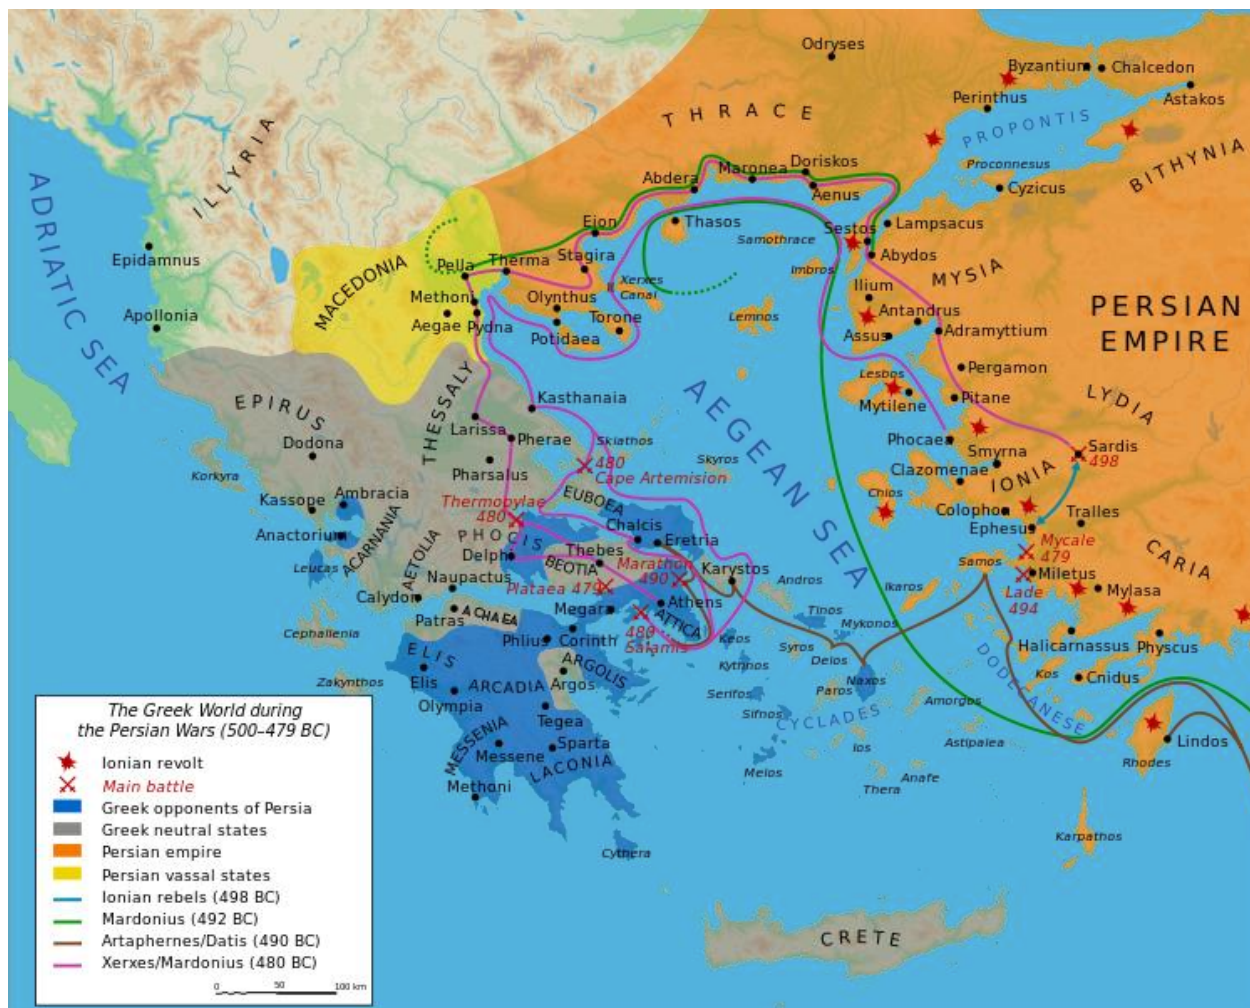 Odryses
Byzantium
Chalcedon
Perinthus
Astakos
THRACE
PROPONTIS
BITHYNIA
Proconnesus
Cyzicus
ILLYRIA
ADRIATIC SEA
Abdera
Maronea
Doriskos
Aenus
Eion
Thasos
Samothrace
Sestos
Lampsacus
Abydos
Epidamnus
MACEDONIA
Pella
Therma
Stagira
Xerxes
Canal
Imbros
MYSIA
Ilium
Methoni
Olynthus
Apollonia
Aegae
Pydna
Potidaea
Torone
Lemnos
Antandrus
Assus
Adramyttium
PERSIAN
EMPIRE
Pergamon
Lesbos
Mytilene
Pitane
LYDIA
EPIRUS
THESSALY
Kasthanaia
AEGEAN SEA
Dodona
Larissa
Pherae
Skiathos
Phocaea
Sardis
498
Smyrna
Korkyra
Pharsalus
480
Cape Artemision
Skyros
Clazomenae
IONIA
Kassope
Ambracia
Thermopylae
480
EUBOEA
Chios
Colophon
Ephesus
Tralles
Anactorium
ACARNANIA
PHOCIS
Chalcis
Eretria
Mycale
479
CARIA
Leucas
AETOLIA
Delphi
Thebes
BEOTIA
Marathon
490
Karystos
Samos
Miletus
Naupactus
Plataea 479
Andros
Ikaros
Lade
494
Mylasa
Calydon
Patras
ACHAEA
Megara
Athens
ATTICA
Tinos
Mykonos
Cephallenia
Phlius
Corinth
480
Salamis
Keos
Syros
Delos
Halicarnassus
Physcus
ELIS
Elis
ARGOLIS
Argos
Kythnos
Naxos
Paros
DODECANESE
Kos
Cnidus
Zakynthos
ARCADIA
Olympia
Serifos
Sifnos
CYCLADES
Amorgos
Tegea
MESSENIA
Messene
Sparta
LACONIA
Ios
Astipalea
Lindos
Rhodes
Methoni
Melos
Thera
Anafe
Cythera
Karpathos
CRETE
The Greek World during
the Persian Wars (500–479 BC)
Ionian revolt
Main battle
Greek opponents of Persia
Greek neutral states
Persian empire
Persian vassal states
Ionian rebels (498 BC)
Mardonius (492 BC)
Artaphernes/Datis (490 BC)
Xerxes/Mardonius (480 BC)
0 50 100 km